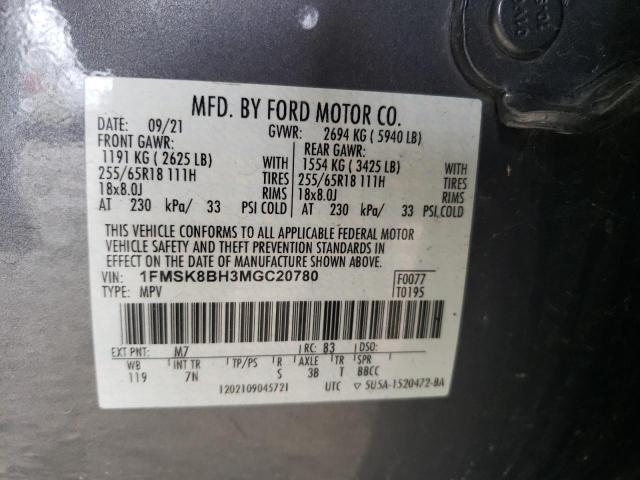 MFD. BY FORD MOTOR CO.
DATE: 09/21 GVWR: 2694 KG ( 5940 LB)
FRONT GAWR: REAR GAWR:
1191 KG ( 2625 LB) WITH 1554 KG ( 3425 LB) WITH
255/65R18 111H TIRES 255/65R18 111H TIRES
18x8.0J RIMS 18x8.0J RIMS
AT 230 kPa/ 33 PSI COLD AT 230 kPa/ 33 PSI COLD
THIS VEHICLE CONFORMS TO ALL APPLICABLE FEDERAL MOTOR
VEHICLE SAFETY AND THEFT PREVENTION STANDARDS IN
EFFECT ON THE DATE OF MANUFACTURE SHOWN ABOVE.
VIN: 1FMSK8BH3MGC20780 F0077
TYPE: MPV T0195
EXT PNT: M7 RC: 83 DSO:
WB INT TR TP/PS R AXLE TR SPR
119 7N S 3B T BBCC
120210904572 UTC 5U5A-1520472-BA